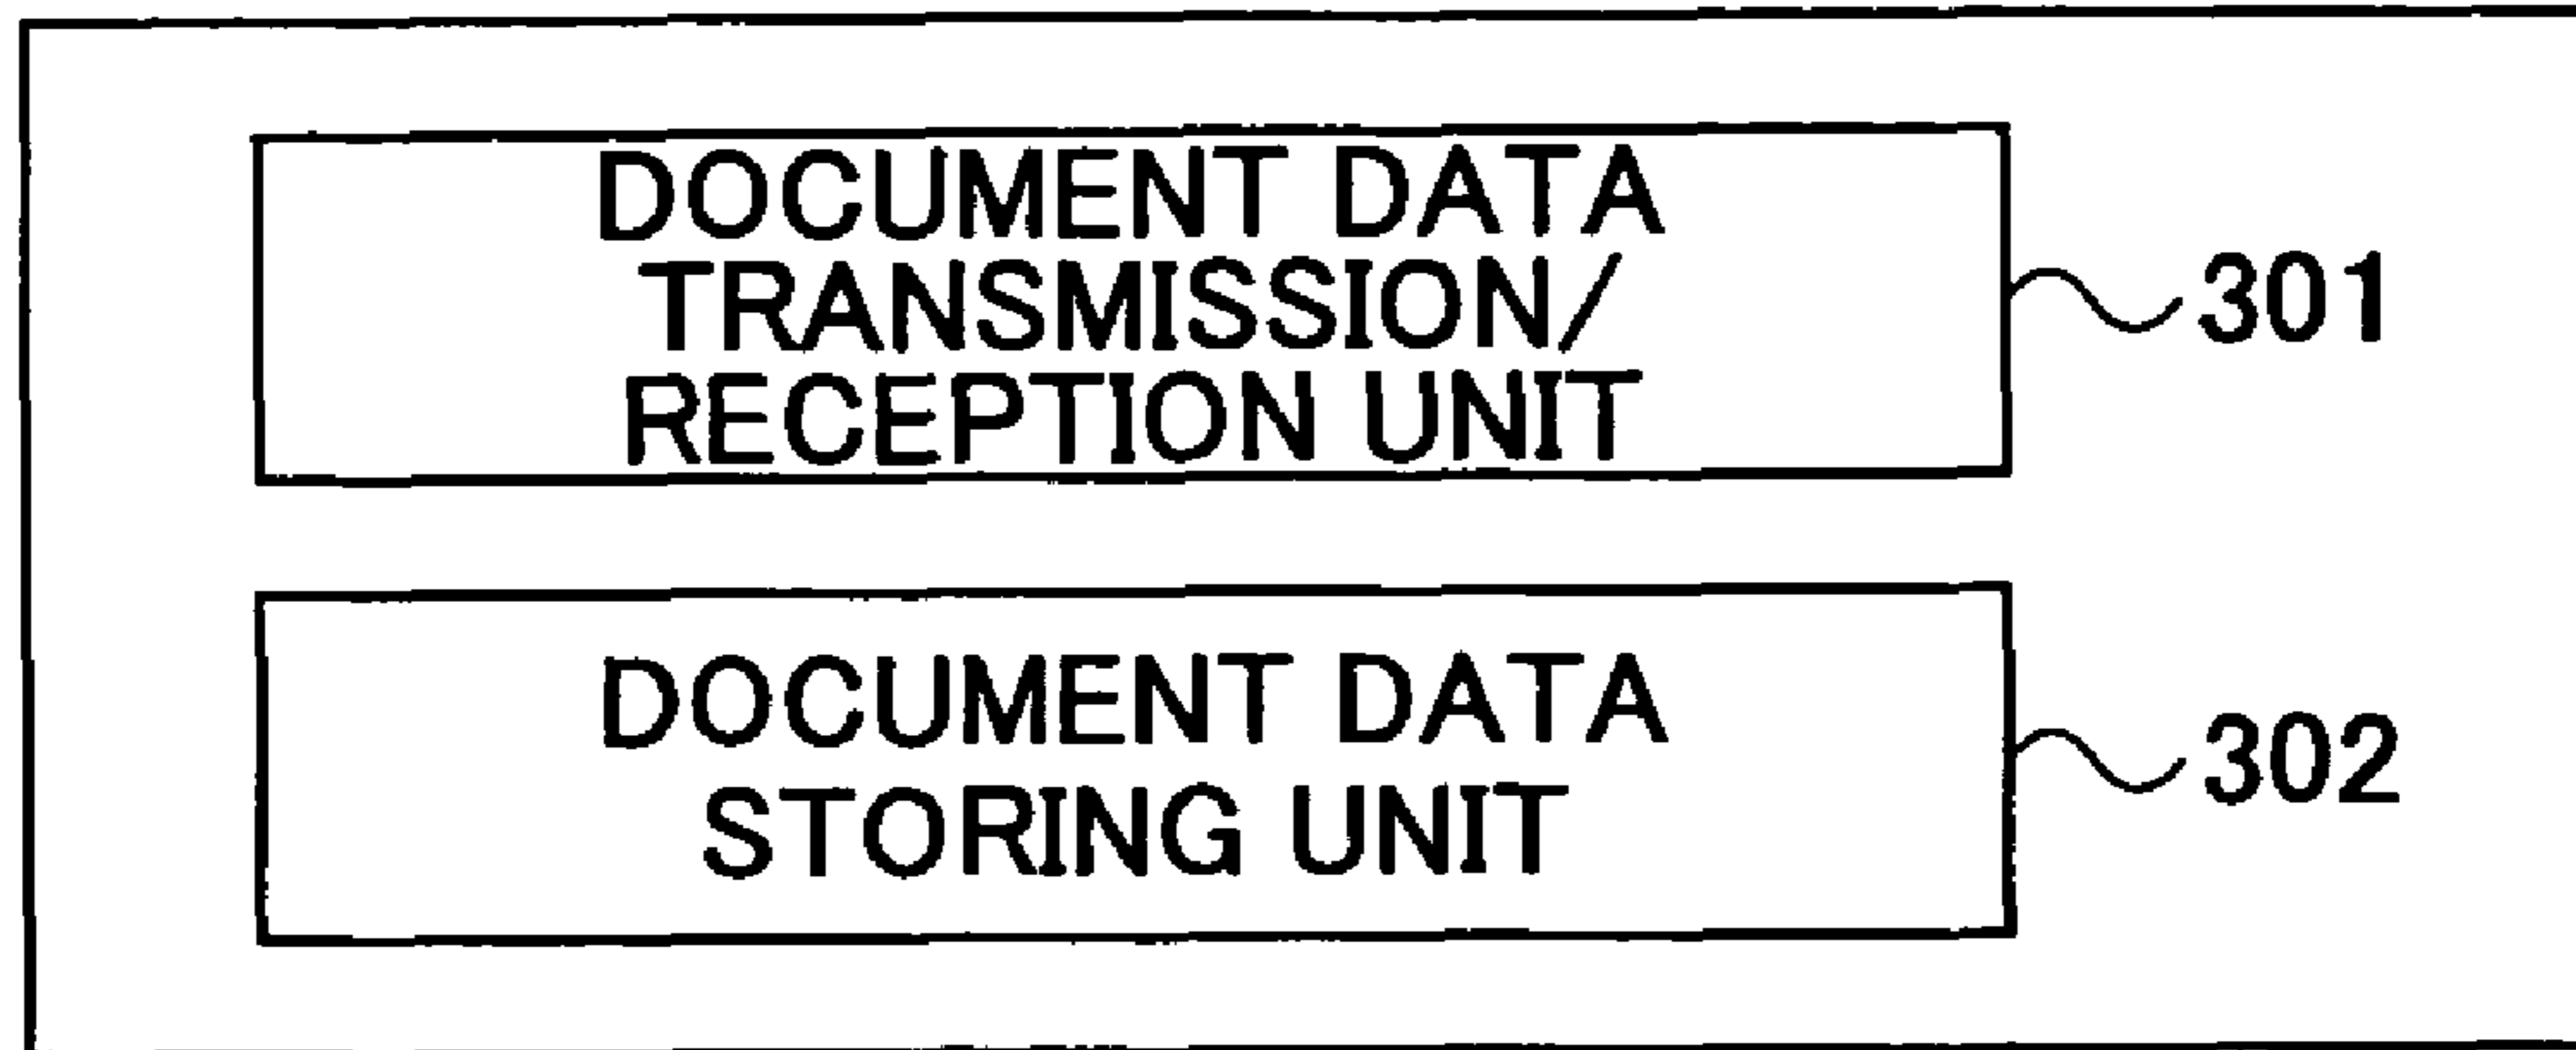 DOCUMENT DATA
TRANSMISSION/
RECEPTION UNIT
301
DOCUMENT DATA
STORING UNIT
302